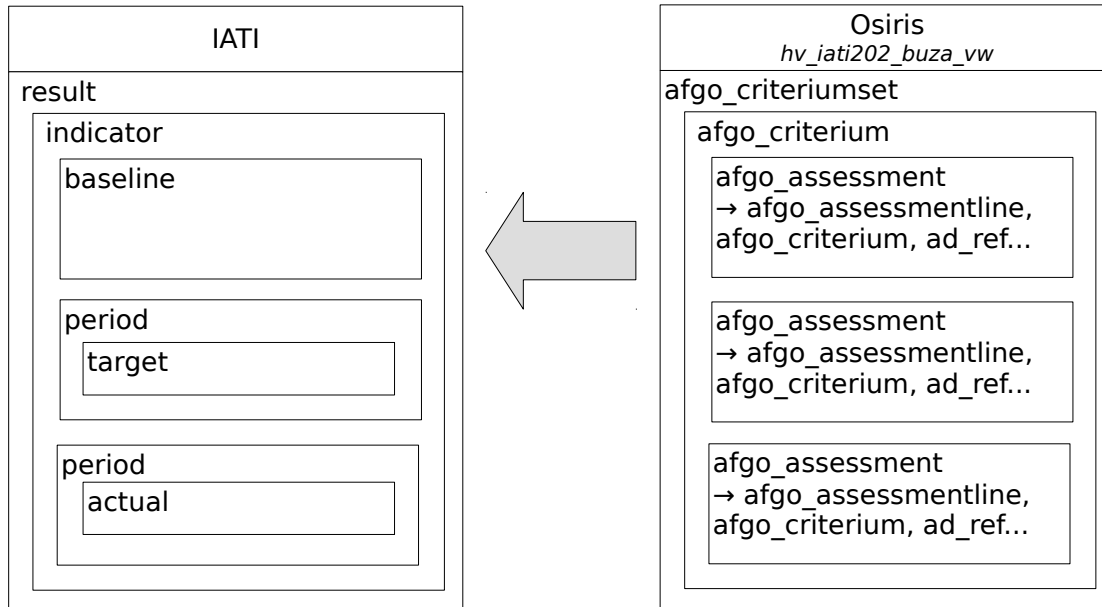 IATI
result
indicator
baseline
period
target
period
actual
Osiris
hv_iati202_buza_vw
afgo_criteriumset
afgo_criterium
afgo_assessment
→ afgo_assessmentline,
afgo_criterium, ad_ref...
afgo_assessment
→ afgo_assessmentline,
afgo_criterium, ad_ref...
afgo_assessment
→ afgo_assessmentline,
afgo_criterium, ad_ref...